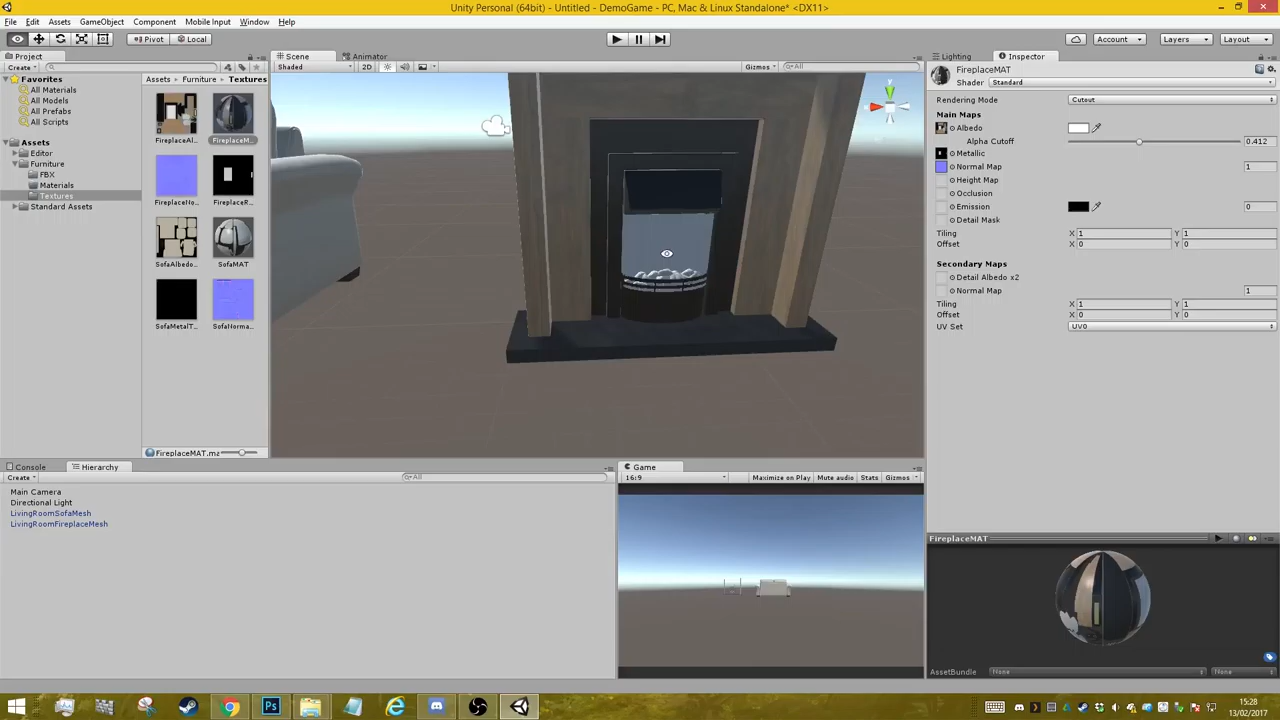 Unity Personal (64bit) - Untitled - DemoGame - PC, Mac & Linux Standalone* <DX11>
File Edit Assets GameObject Component Mobile Input Window Help
Pivot Local Account Layers Layout
Project Scene Animator Lighting Inspector
Create Shaded 2D Gizmos All
Favorites
All Materials
All Models
All Prefabs
All Scripts
Assets
Editor
Furniture
FBX
Materials
Textures
Standard Assets
Assets Furniture Textures
FireplaceAl... FireplaceM...
FireplaceNo... FireplaceR...
SofaAlbedo... SofaMAT
SofaMetalT... SofaNorma...
FireplaceMAT.ma
FireplaceMAT
Shader Standard
Rendering Mode Cutout
Main Maps
Albedo
Alpha Cutoff 0.412
Metallic
Normal Map 1
Height Map
Occlusion
Emission 0
Detail Mask
Tiling X 1 Y 1
Offset X 0 Y 0
Secondary Maps
Detail Albedo x2
Normal Map 1
Tiling X 1 Y 1
Offset X 0 Y 0
UV Set UV0
Console Hierarchy
Create All
Main Camera
Directional Light
LivingRoomSofaMesh
LivingRoomFireplaceMesh
Game
16:9 Maximize on Play Mute audio Stats Gizmos
FireplaceMAT
AssetBundle None None
15:28
13/02/2017